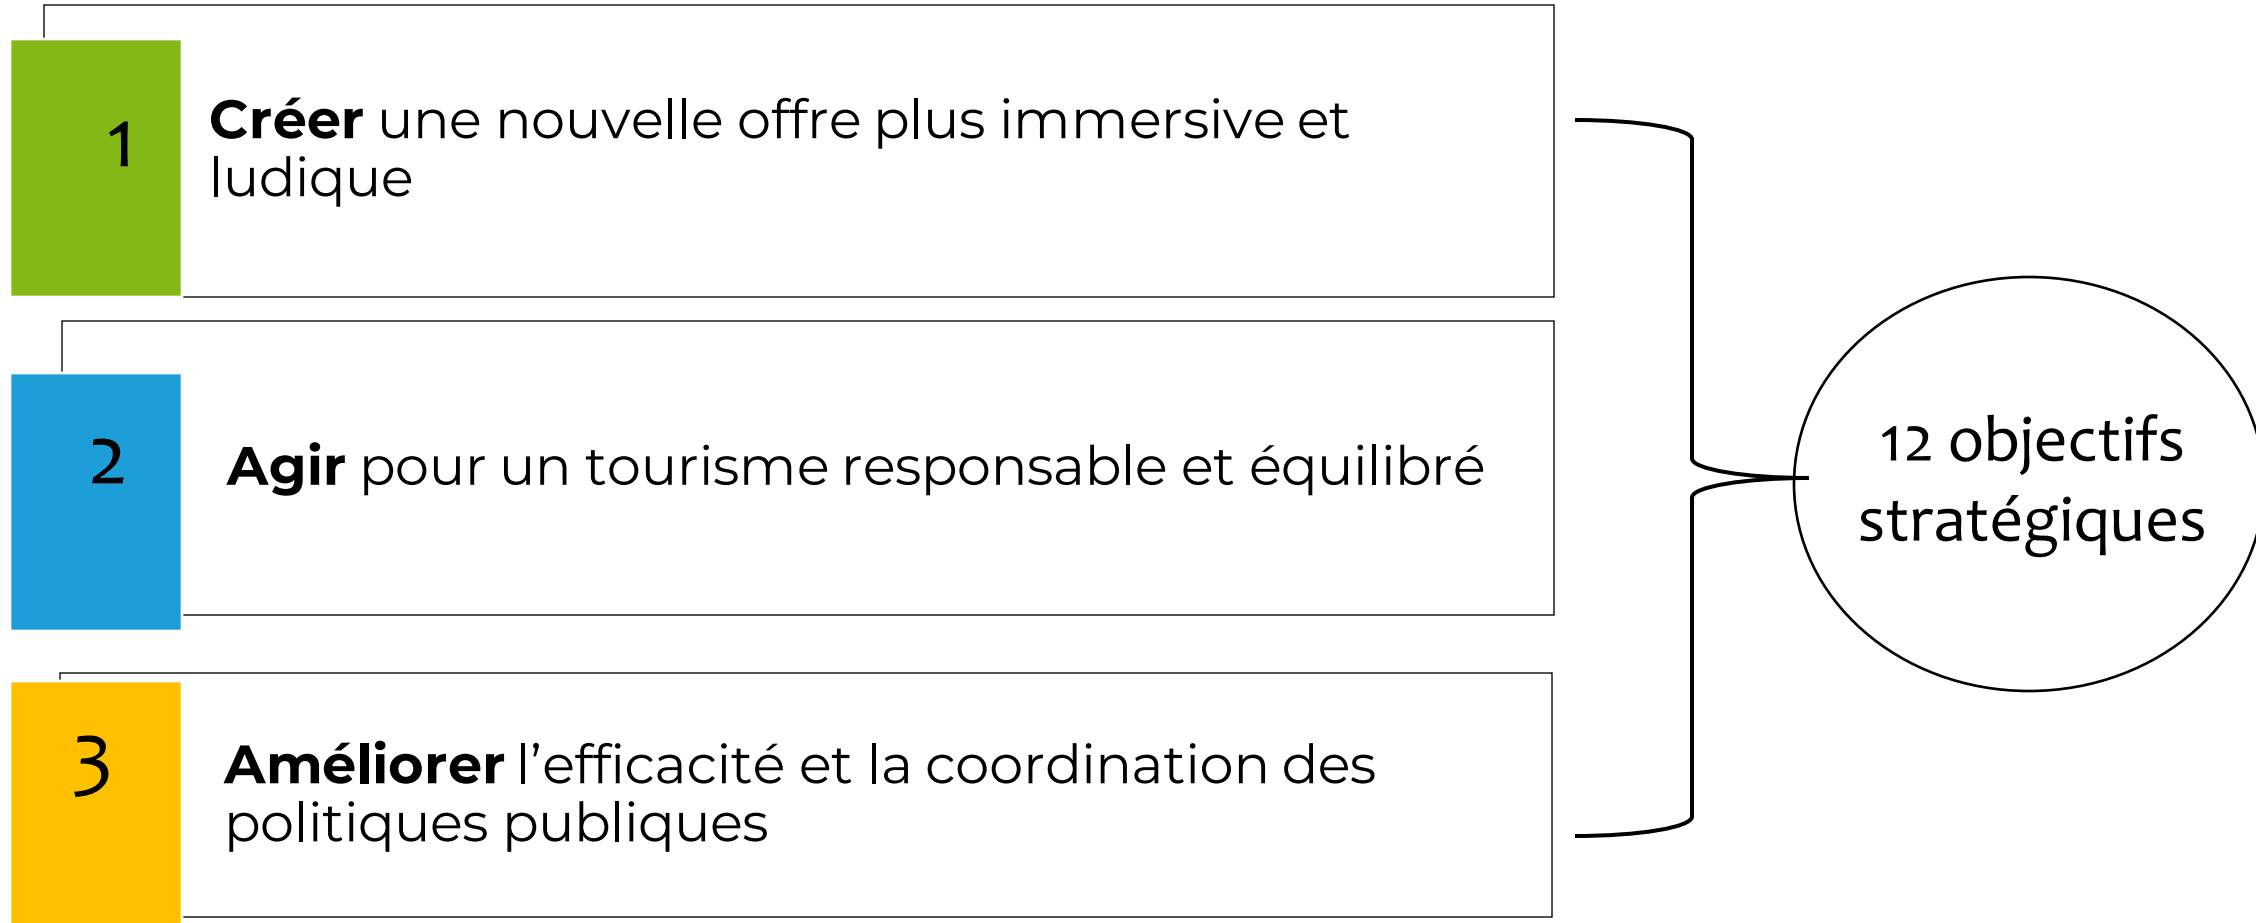 1
Créer une nouvelle offre plus immersive et
ludique
2
Agir pour un tourisme responsable et équilibré
3
Améliorer l’efficacité et la coordination des
politiques publiques
12 objectifs
stratégiques